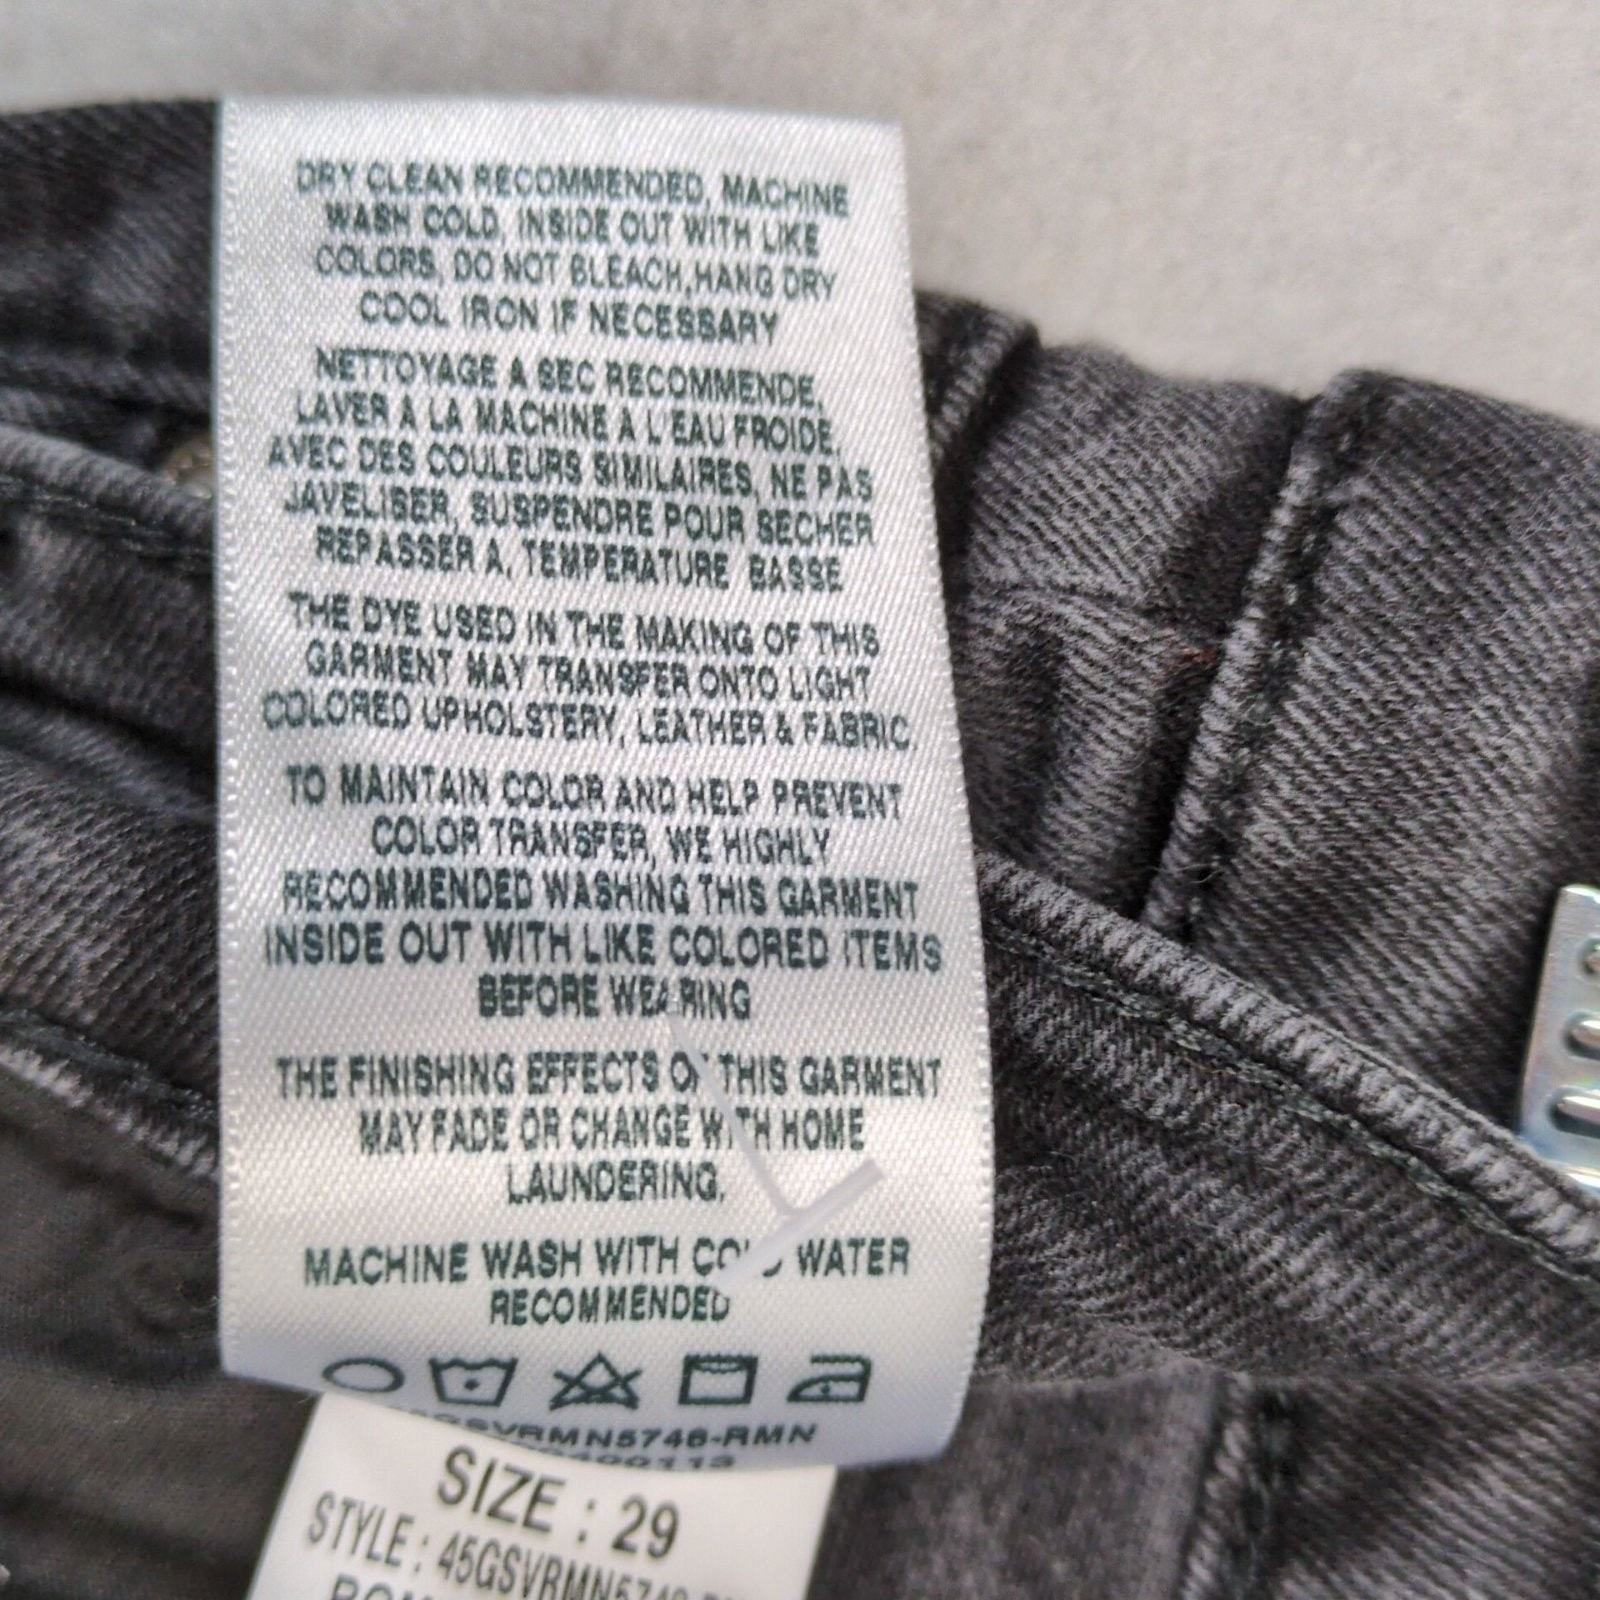 DRY CLEAN RECOMMENDED, MACHINE
WASH COLD, INSIDE OUT WITH LIKE
COLORS, DO NOT BLEACH,HANG DRY
COOL IRON IF NECESSARY
NETTOYAGE A SEC RECOMMENDE,
LAVER A LA MACHINE A L'EAU FROIDE,
AVEC DES COULEURS SIMILAIRES, NE PAS
JAVELISER, SUSPENDRE POUR SECHER
REPASSER A, TEMPERATURE BASSE
THE DYE USED IN THE MAKING OF THIS
GARMENT MAY TRANSFER ONTO LIGHT
COLORED UPHOLSTERY, LEATHER & FABRIC.
TO MAINTAIN COLOR AND HELP PREVENT
COLOR TRANSFER, WE HIGHLY
RECOMMENDED WASHING THIS GARMENT
INSIDE OUT WITH LIKE COLORED ITEMS
BEFORE WEARING
THE FINISHING EFFECTS OF THIS GARMENT
MAY FADE OR CHANGE WITH HOME
LAUNDERING.
MACHINE WASH WITH COLD WATER
RECOMMENDED
SIZE : 29
STYLE :